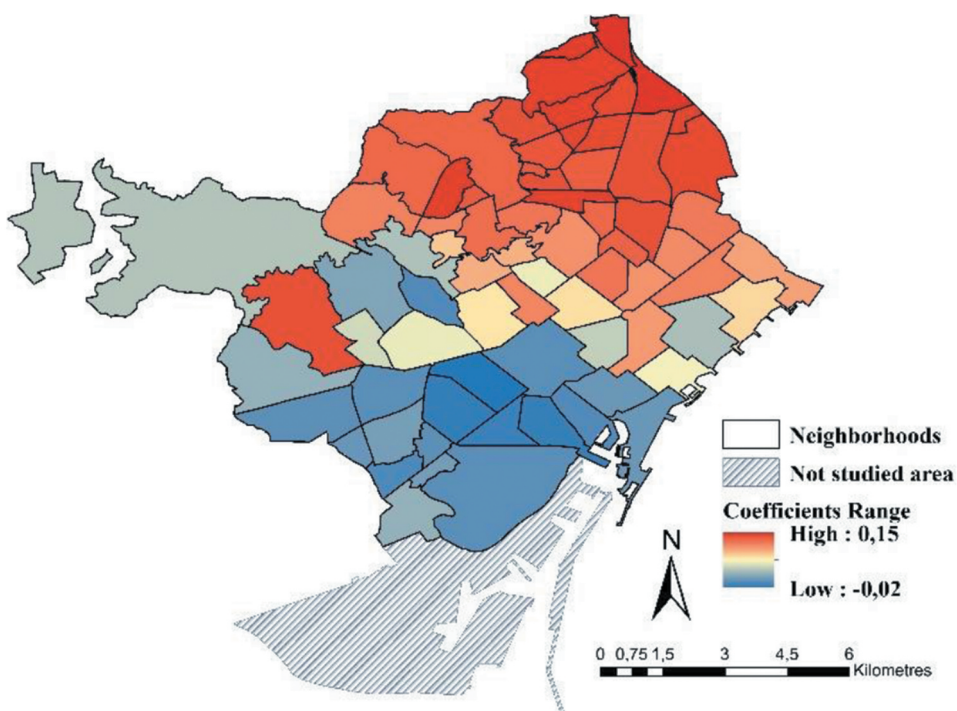 Neighborhoods
Not studied area
Coefficients Range
High : 0,15
Low : -0,02
N
0 0,75 1,5 3 4,5 6
Kilometres